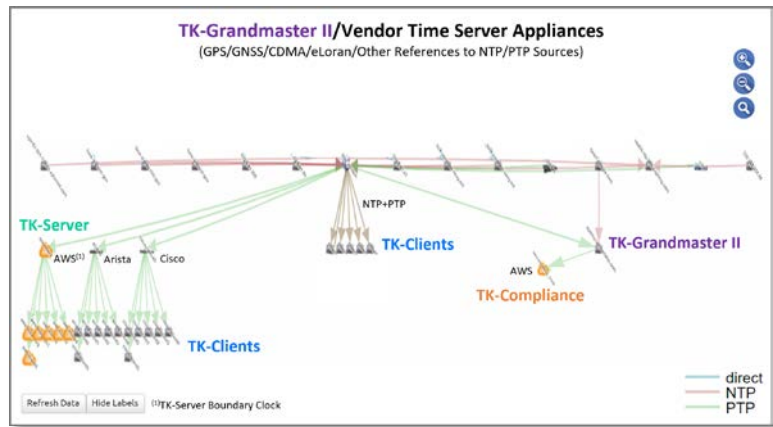 TK-Grandmaster II/Vendor Time Server Appliances
(GPS/GNSS/CDMA/eLoran/Other References to NTP/PTP Sources)
NTP+PTP
TK-Server
AWS(1)
Arista
Cisco
TK-Clients
TK-Grandmaster II
AWS
TK-Compliance
TK-Clients
direct
NTP
PTP
Refresh Data
Hide Labels
(1)TK-Server Boundary Clock